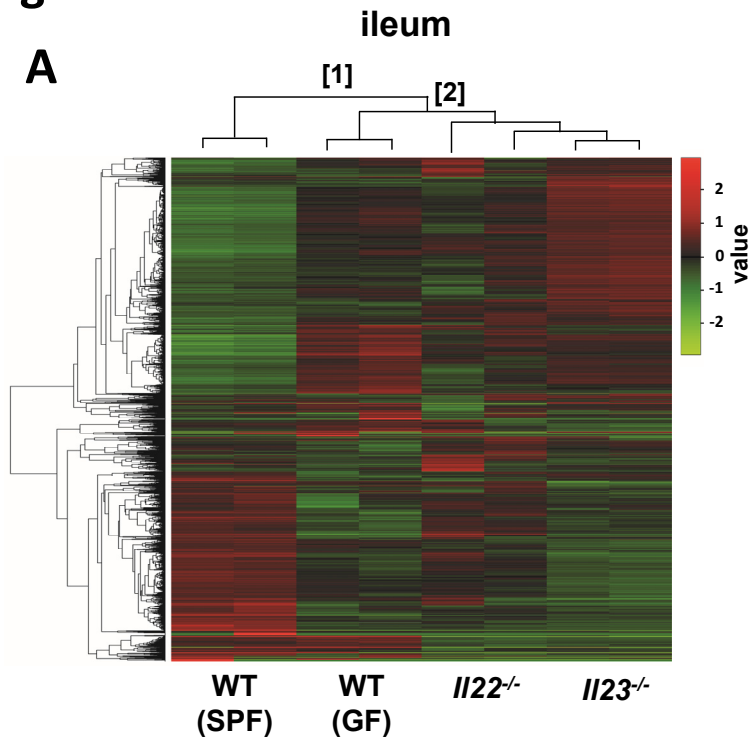 ileum
A
[1]
[2]
2
1
0
-1
-2
value
WT
(SPF)
WT
(GF)
Il22-/-
Il23-/-